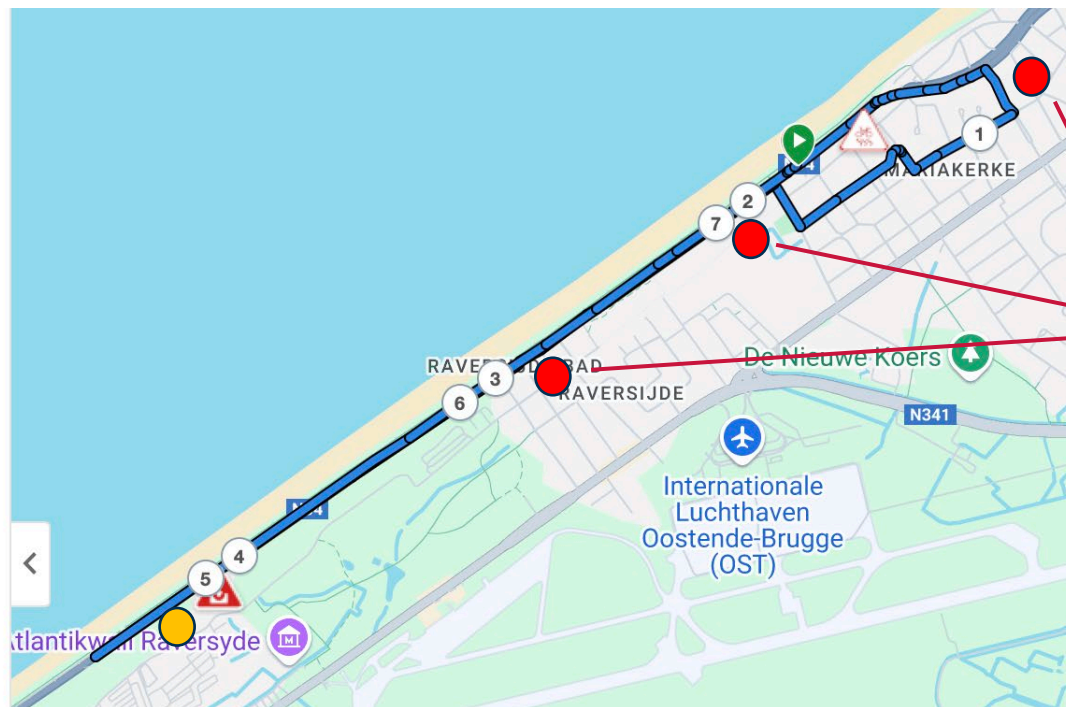 1
MARIAKERKE
2
7
3
6
RAVERSIJDE
De Nieuwe Koers
N341
Internationale
Luchthaven
Oostende-Brugge
(OST)
4
5
Atlantikwall Raversyde
M